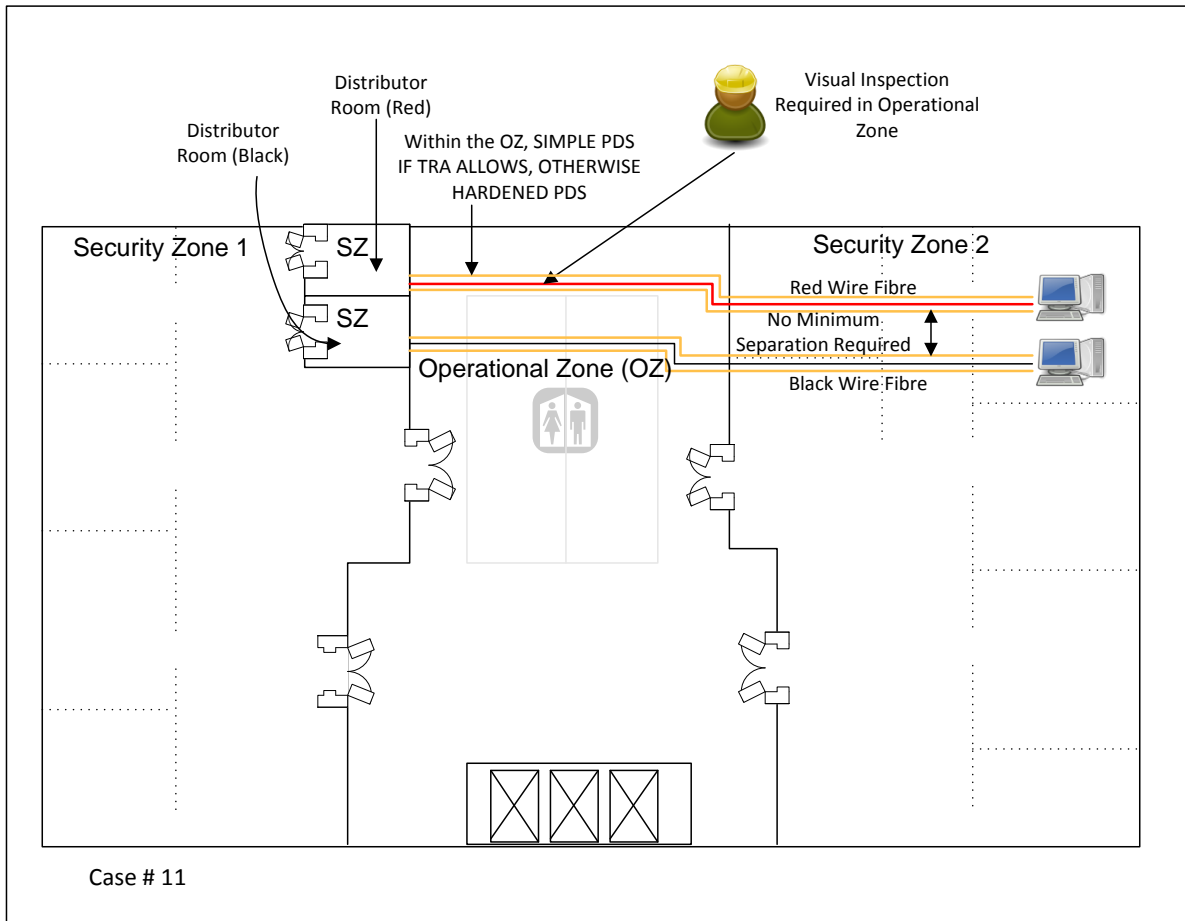 Distributor
Room (Red)
Visual Inspection
Required in Operational
Zone
Distributor
Room (Black)
Within the OZ, SIMPLE PDS
IF TRA ALLOWS, OTHERWISE
HARDENED PDS
Security Zone 1
SZ
Security Zone 2
Red Wire Fibre
SZ
No Minimum
Separation Required
Operational Zone (OZ)
Black Wire Fibre
Case # 11